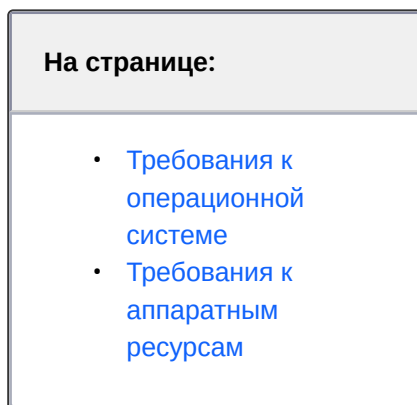 На странице:
• Требования к
операционной
системе
• Требования к
аппаратным
ресурсам